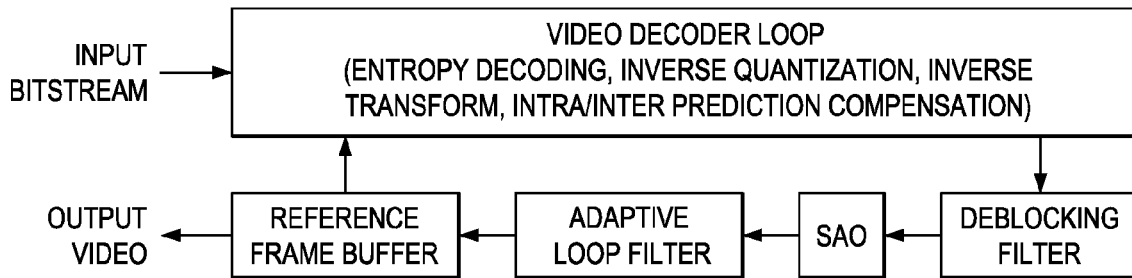 INPUT
BITSTREAM
VIDEO DECODER LOOP
(ENTROPY DECODING, INVERSE QUANTIZATION, INVERSE
TRANSFORM, INTRA/INTER PREDICTION COMPENSATION)
OUTPUT
VIDEO
REFERENCE
FRAME BUFFER
ADAPTIVE
LOOP FILTER
SAO
DEBLOCKING
FILTER